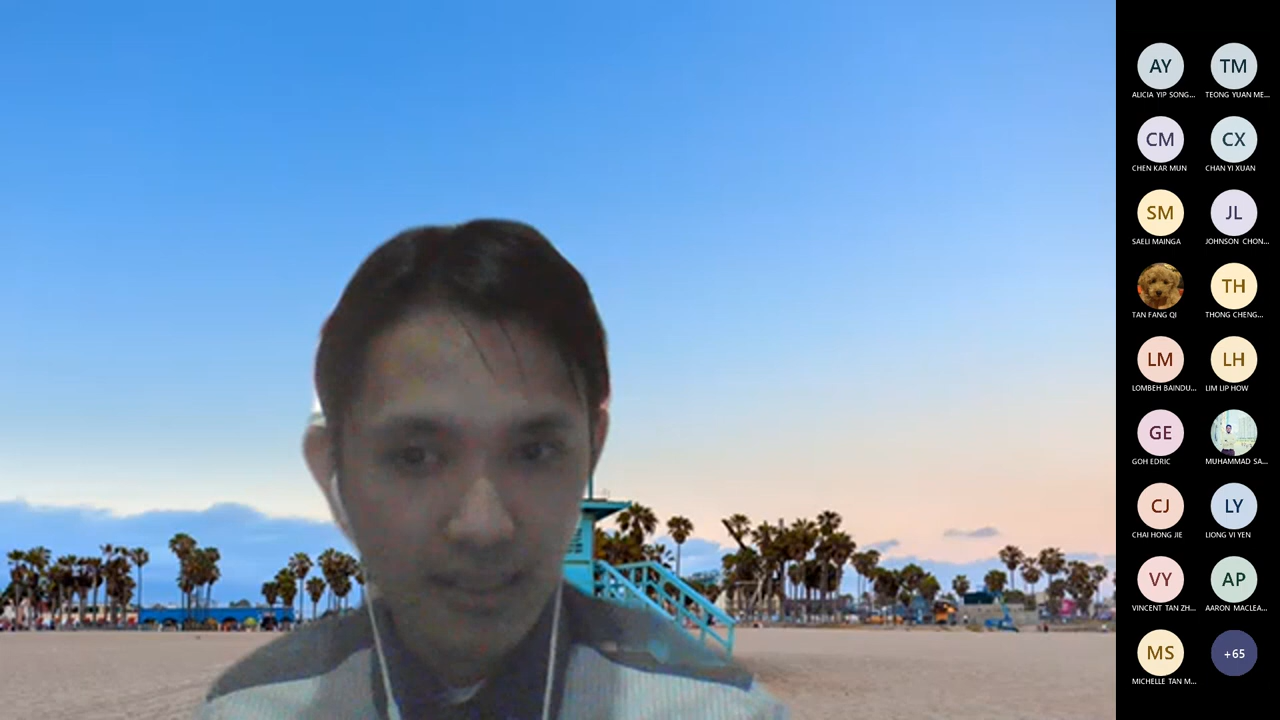 AY TM
ALICIA YIP SONG... TEONG YUAN ME...
CM CX
CHEN KAR MUN CHAN YI XUAN
SM JL
SAELI MAINGA JOHNSON CHON...
TH
TAN FANG QI THONG CHENG...
LM LH
LOMBEH BAINDU... LIM LIP HOW
GE
GOH EDRIC MUHAMMAD SA...
CJ LY
CHAI HONG JIE LIONG VI YEN
VY AP
VINCENT TAN ZH... AARON MACLEA...
MS +65
MICHELLE TAN M...